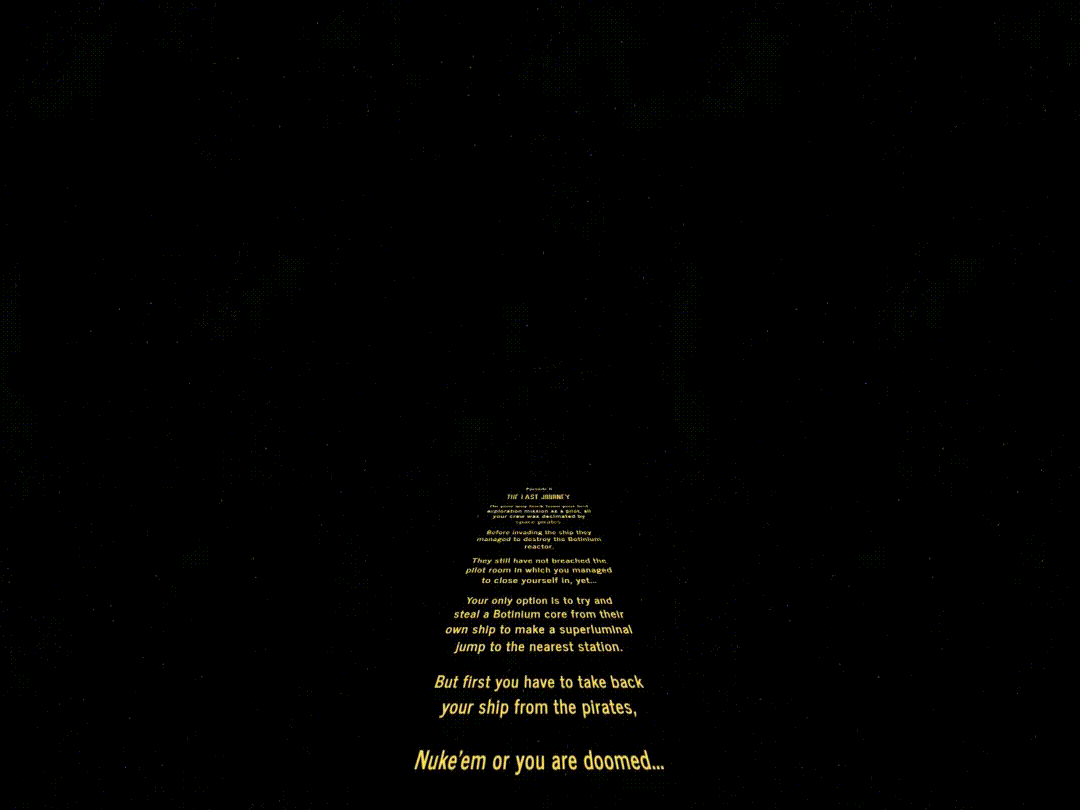 Episode II
THE LAST JOURNEY
On your way back from your last
exploration mission as a pilot, all
your crew was decimated by
space pirates.
Before invading the ship they
managed to destroy the Botinium
reactor.
They still have not breached the
pilot room in which you managed
to close yourself in, yet...
Your only option is to try and
steal a Botinium core from their
own ship to make a superluminal
jump to the nearest station.
But first you have to take back
your ship from the pirates,
Nuke'em or you are doomed...